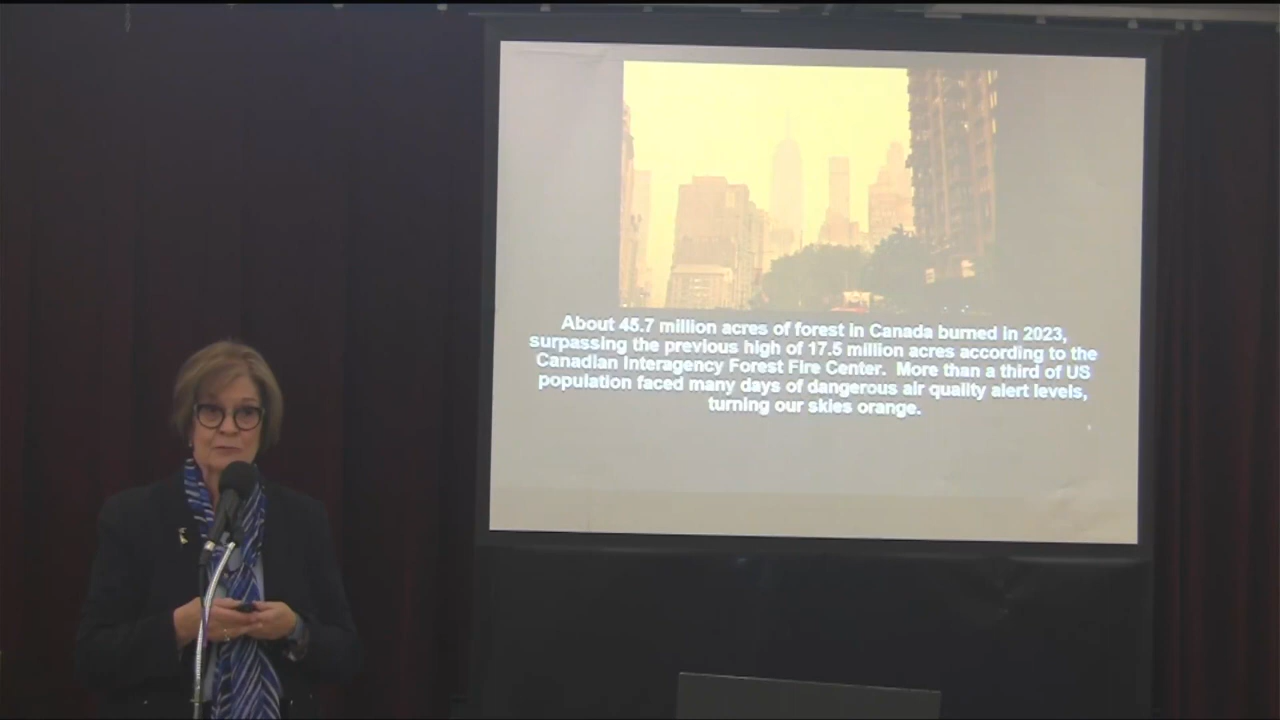 About 45.7 million acres of forest in Canada burned in 2023,
surpassing the previous high of 17.5 million acres according to the
Canadian Interagency Forest Fire Center. More than a third of US
population faced many days of dangerous air quality alert levels,
turning our skies orange.